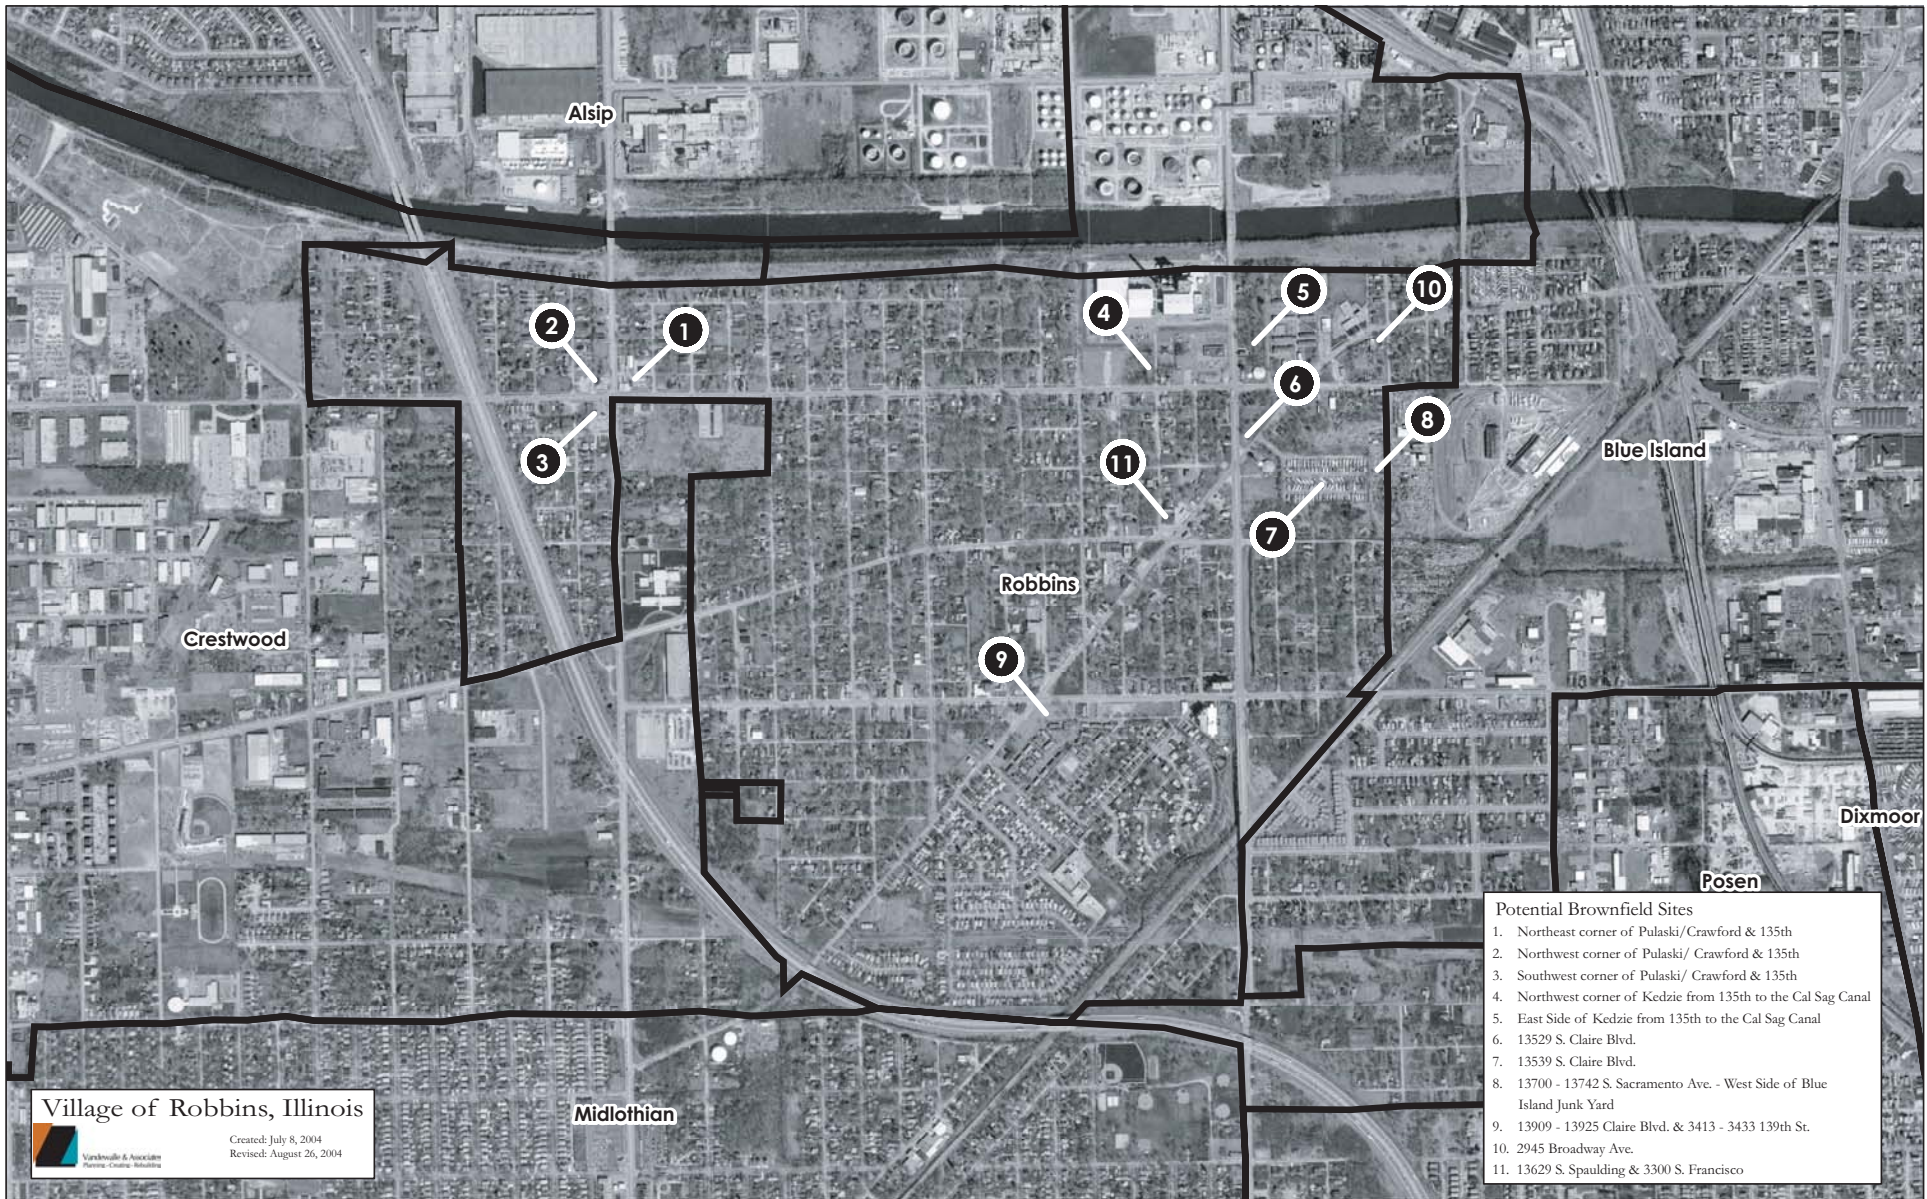 Alsip
5
10
4
2
1
6
8
Blue Island
11
3
7
Robbins
Crestwood
9
Dixmoor
Posen
Potential Brownfield Sites
1. Northeast corner of Pulaski/Crawford & 135th
2. Northwest corner of Pulaski/ Crawford & 135th
3. Southwest corner of Pulaski/ Crawford & 135th
4. Northwest corner of Kedzie from 135th to the Cal Sag Canal
5. East Side of Kedzie from 135th to the Cal Sag Canal
6. 13529 S. Claire Blvd.
7. 13539 S. Claire Blvd.
8. 13700 - 13742 S. Sacramento Ave. - West Side of Blue
Island Junk Yard
9. 13909 - 13925 Claire Blvd. & 3413 - 3433 139th St.
10. 2945 Broadway Ave.
11. 13629 S. Spaulding & 3300 S. Francisco
Village of Robbins, Illinois
Created: July 8, 2004
Revised: August 26, 2004
Vandewalle & Associates
Planning - Creating - Rebuilding
Midlothian